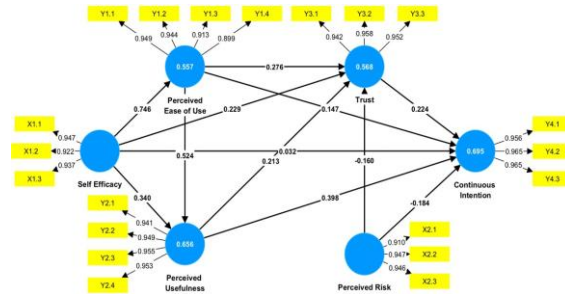 Y1.1 Y1.2 Y1.3 Y1.4 Y3.1 Y3.2 Y3.3
0.949 0.944 0.913 0.899 0.942 0.958 0.952
0.557 0.276 0.568
Perceived
Ease of Use
Trust
0.746 0.229 0.147 0.224
X1.1
X1.2
X1.3
0.947
0.922
0.937
Self Efficacy
0.524 0.213 0.032 -0.160
0.695
Continuous
Intention
0.956
0.965
0.965
Y4.1
Y4.2
Y4.3
0.340 0.398 -0.184
Y2.1
Y2.2
Y2.3
Y2.4
0.941
0.949
0.955
0.953
0.656
Perceived
Usefulness
Perceived Risk
0.910
0.947
0.946
X2.1
X2.2
X2.3